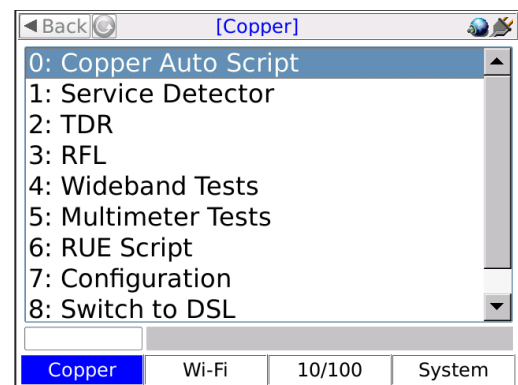 Back
[Copper]
0: Copper Auto Script
1: Service Detector
2: TDR
3: RFL
4: Wideband Tests
5: Multimeter Tests
6: RUE Script
7: Configuration
8: Switch to DSL
Copper
Wi-Fi
10/100
System